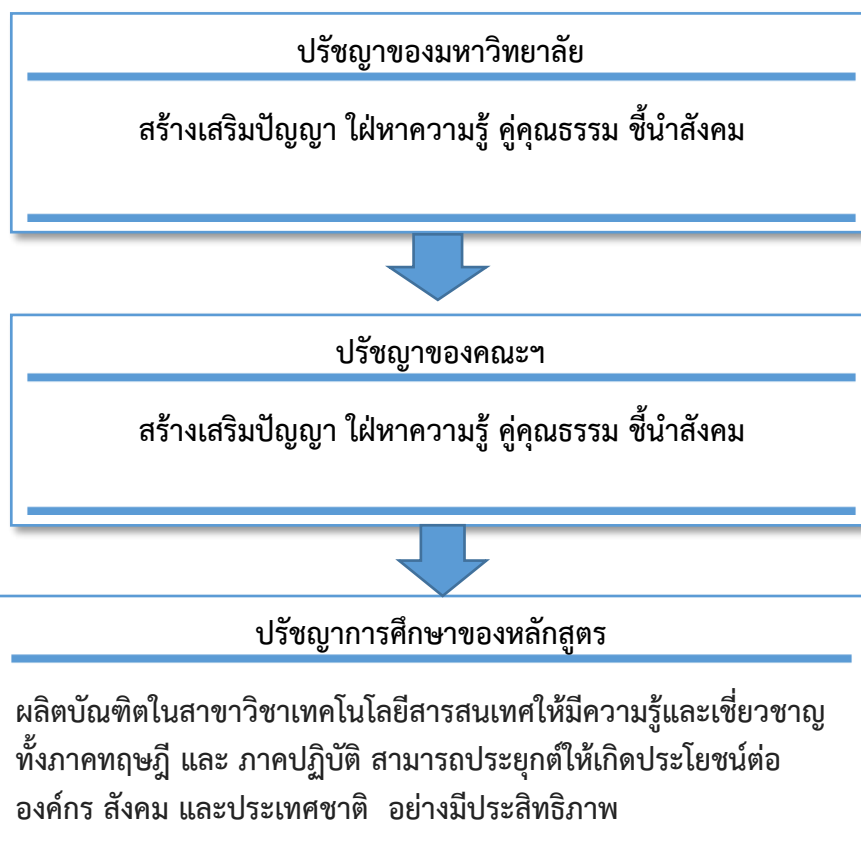 ปรัชญาของมหาวิทยาลัย
สร้างเสริมปัญญา ใฝ่หาความรู้ คู่คุณธรรม ชี้นำสังคม
ปรัชญาของคณะฯ
สร้างเสริมปัญญา ใฝ่หาความรู้ คู่คุณธรรม ชี้นำสังคม
ปรัชญาการศึกษาของหลักสูตร
ผลิตบัณฑิตในสาขาวิชาเทคโนโลยีสารสนเทศให้มีความรู้และเชี่ยวชาญ
ทั้งภาคทฤษฎี และ ภาคปฏิบัติ สามารถประยุกต์ให้เกิดประโยชน์ต่อ
องค์กร สังคม และประเทศชาติ อย่างมีประสิทธิภาพ